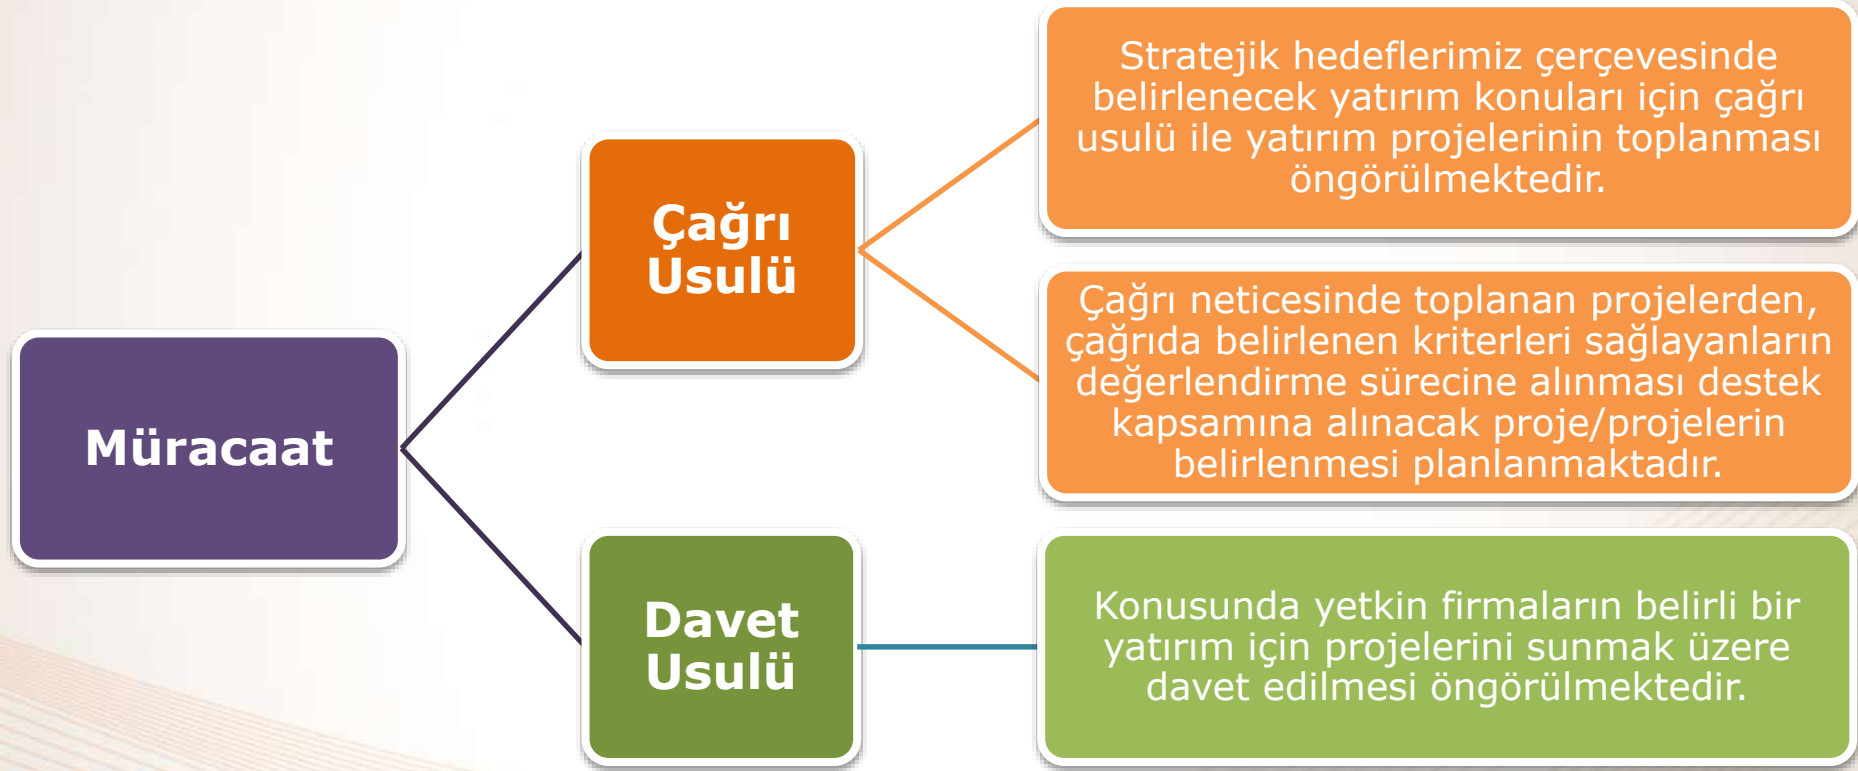 Müracaat
Çağrı
Usulü
Stratejik hedeflerimiz çerçevesinde
belirlenecek yatırım konuları için çağrı
usulü ile yatırım projelerinin toplanması
öngörülmektedir.
Çağrı neticesinde toplanan projelerden,
çağrıda belirlenen kriterleri sağlayanların
değerlendirme sürecine alınması destek
kapsamına alınacak proje/projelerin
belirlenmesi planlanmaktadır.
Davet
Usulü
Konusunda yetkin firmaların belirli bir
yatırım için projelerini sunmak üzere
davet edilmesi öngörülmektedir.